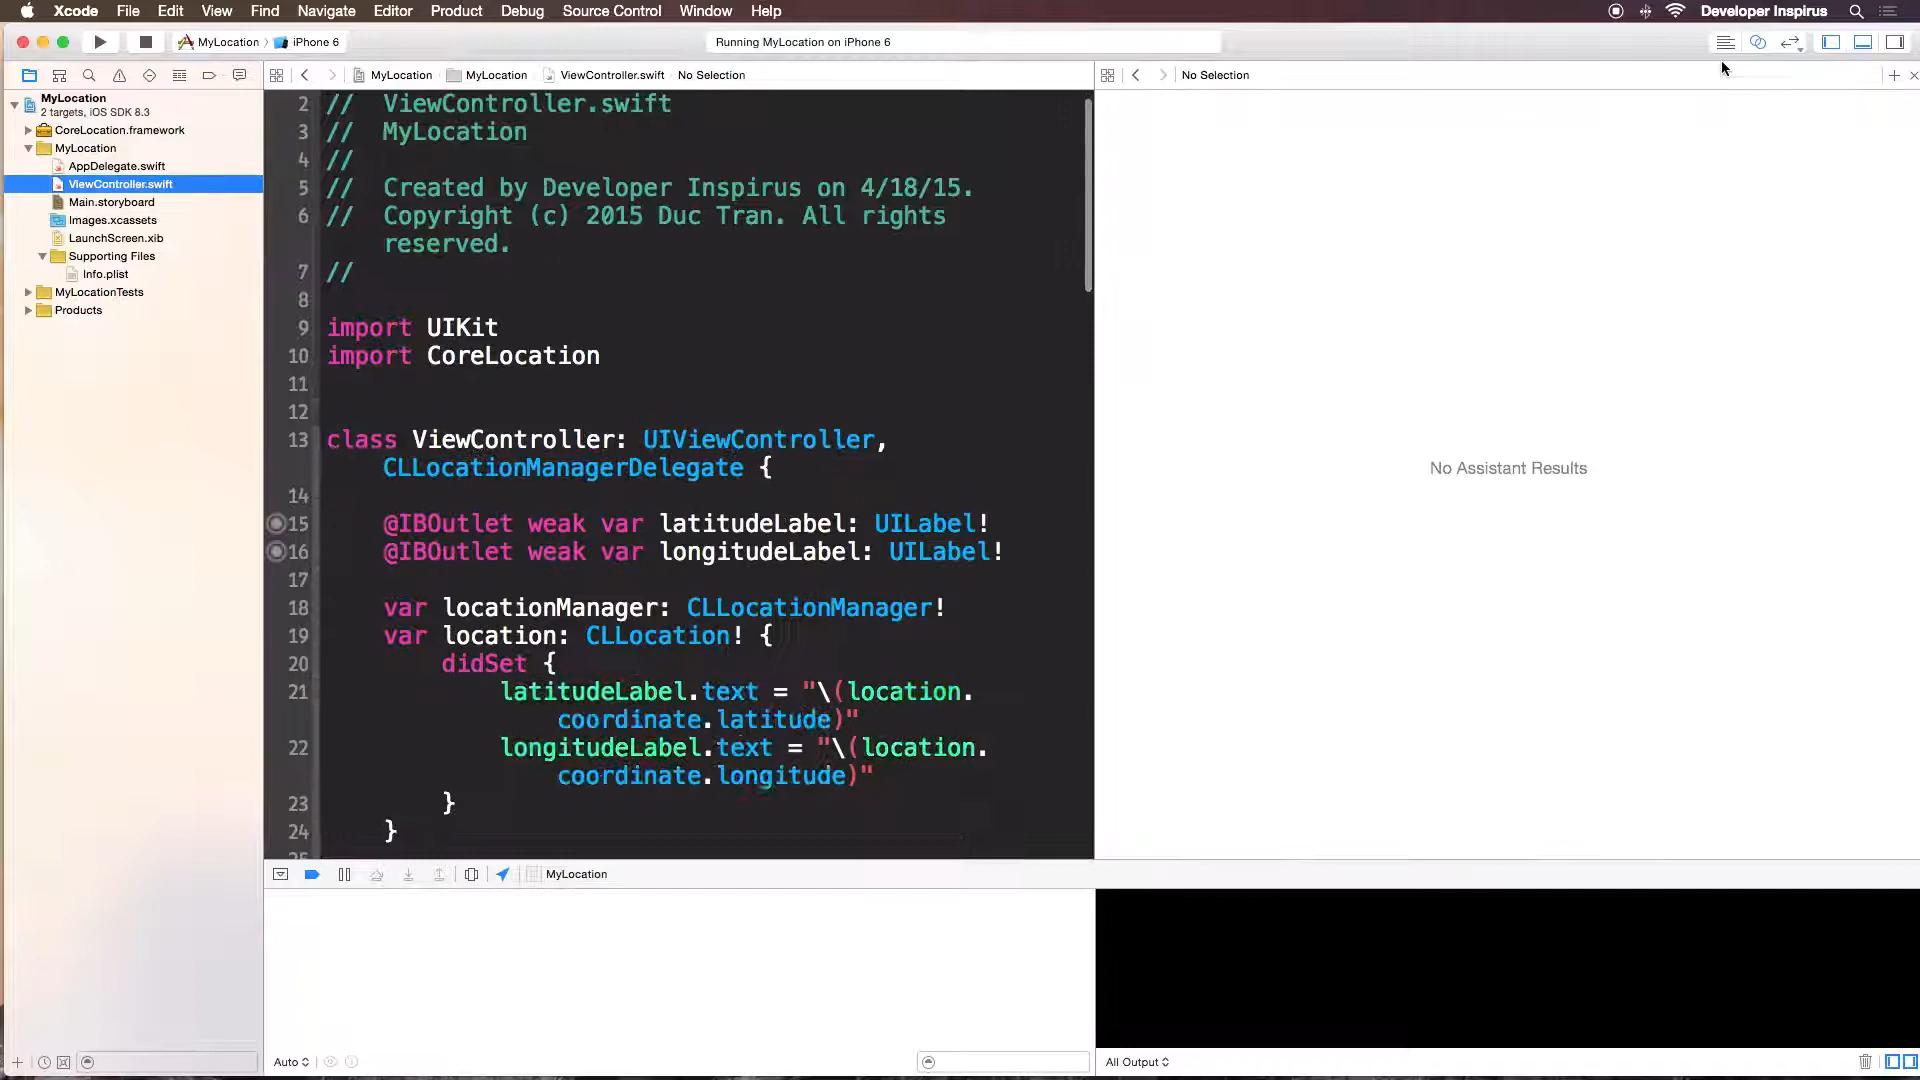 Xcode File Edit View Find Navigate Editor Product Debug Source Control Window Help Developer Inspirus
MyLocation iPhone 6 Running MyLocation on iPhone 6
MyLocation MyLocation ViewController.swift No Selection No Selection
MyLocation
2 targets, iOS SDK 8.3
CoreLocation.framework
MyLocation
AppDelegate.swift
ViewController.swift
Main.storyboard
Images.xcassets
LaunchScreen.xib
Supporting Files
Info.plist
MyLocationTests
Products
2 // ViewController.swift
3 // MyLocation
4 //
5 // Created by Developer Inspirus on 4/18/15.
6 // Copyright (c) 2015 Duc Tran. All rights
reserved.
7 //
8
9 import UIKit
10 import CoreLocation
11
12
13 class ViewController: UIViewController,
CLLocationManagerDelegate {
14
15 @IBOutlet weak var latitudeLabel: UILabel!
16 @IBOutlet weak var longitudeLabel: UILabel!
17
18 var locationManager: CLLocationManager!
19 var location: CLLocation! {
20 didSet {
21 latitudeLabel.text = "\(location.
coordinate.latitude)"
22 longitudeLabel.text = "\(location.
coordinate.longitude)"
23 }
24 }
No Assistant Results
MyLocation
Auto
All Output